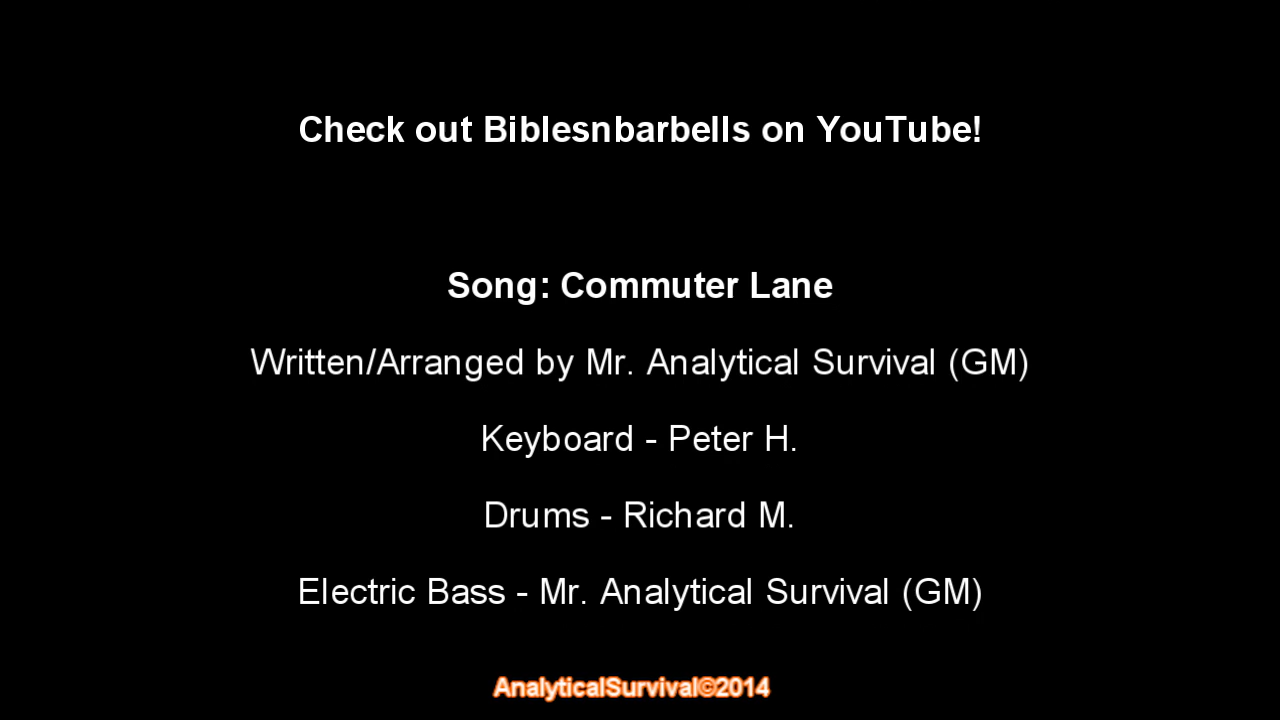 Check out Biblesnbarbells on YouTube!
Song: Commuter Lane
Written/Arranged by Mr. Analytical Survival (GM)
Keyboard - Peter H.
Drums - Richard M.
Electric Bass - Mr. Analytical Survival (GM)
AnalyticalSurvival©2014